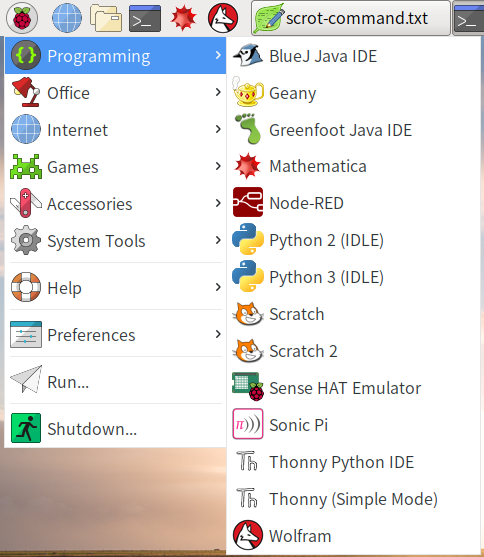 scrot-command.txt
Programming
Office
Internet
Games
Accessories
System Tools
Help
Preferences
Run...
Shutdown...
BlueJ Java IDE
Geany
Greenfoot Java IDE
Mathematica
Node-RED
Python 2 (IDLE)
Python 3 (IDLE)
Scratch
Scratch 2
Sense HAT Emulator
Sonic Pi
Thonny Python IDE
Thonny (Simple Mode)
Wolfram